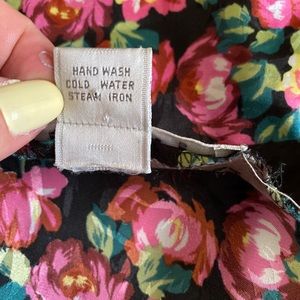 HAND WASH
COLD WATER
STEAM IRON